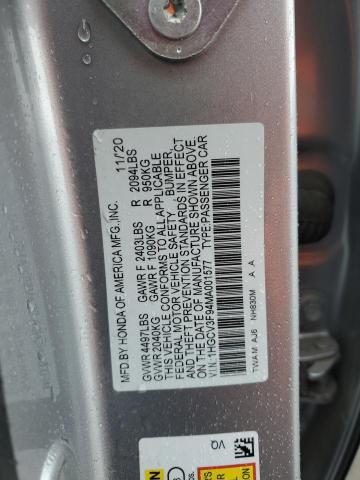 MFD.BY HONDA OF AMERICA MFG.,INC. 11/20
GVWR 4497LBS GAWR F 2403LBS R 2094LBS
GVWR 2040KG GAWR F 1090KG R 950KG
THIS VEHICLE CONFORMS TO ALL APPLICABLE
FEDERAL MOTOR VEHICLE SAFETY, BUMPER,
AND THEFT PREVENTION STANDARDS IN EFFECT
ON THE DATE OF MANUFACTURE SHOWN ABOVE.
V.I.N.:1HGCV3F94MA001577 TYPE:PASSENGER CAR
TWAM AJ6 NH830M A A
VQ